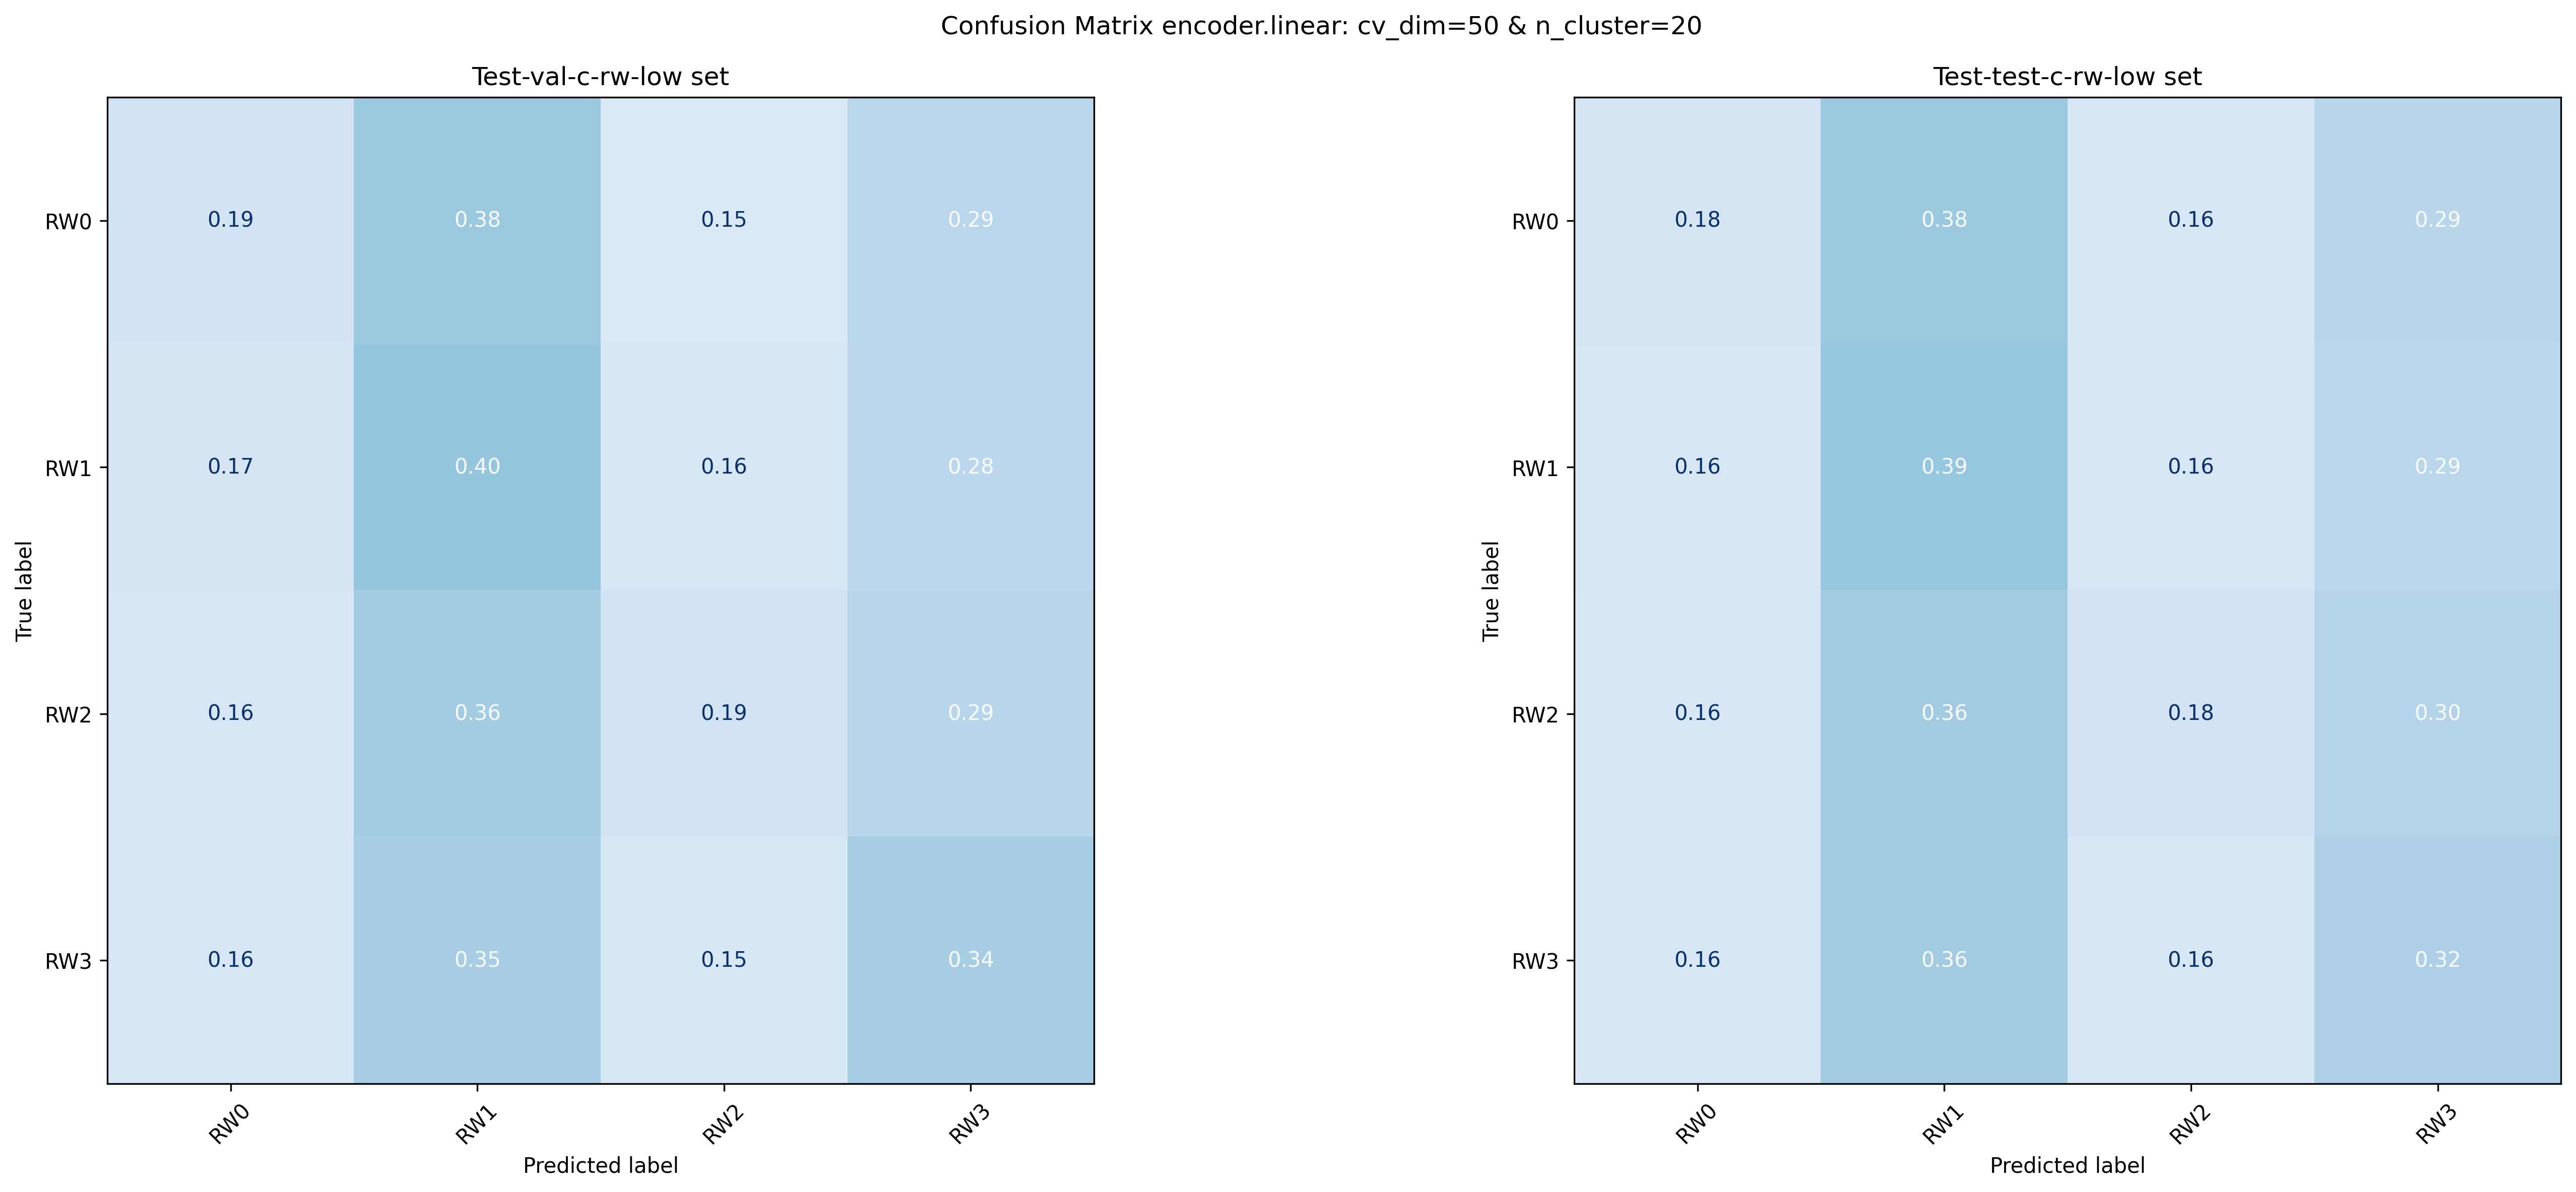 Confusion Matrix encoder.linear: cv_dim=50 & n_cluster=20
Test-val-c-rw-low set
True label
RW0 0.19 0.38 0.15 0.29
RW1 0.17 0.40 0.16 0.28
RW2 0.16 0.36 0.19 0.29
RW3 0.16 0.35 0.15 0.34
RW0 RW1 RW2 RW3
Predicted label
Test-test-c-rw-low set
True label
RW0 0.18 0.38 0.16 0.29
RW1 0.16 0.39 0.16 0.29
RW2 0.16 0.36 0.18 0.30
RW3 0.16 0.36 0.16 0.32
RW0 RW1 RW2 RW3
Predicted label